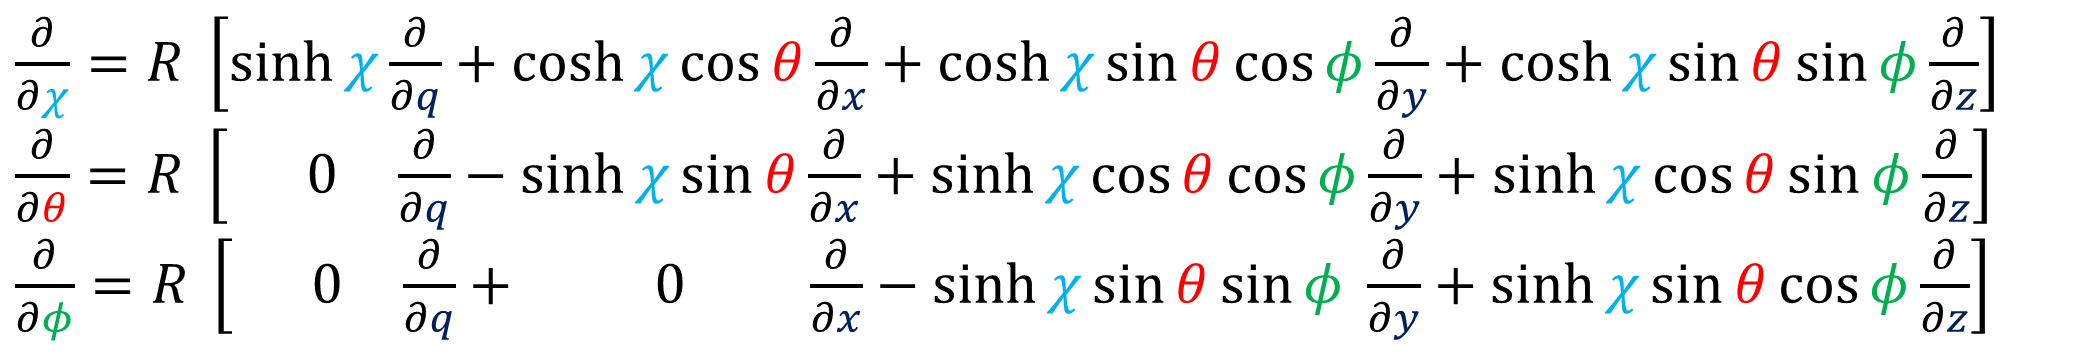 ∂/∂χ = R [sinh χ ∂/∂q + cosh χ cos θ ∂/∂x + cosh χ sin θ cos ϕ ∂/∂y + cosh χ sin θ sin ϕ ∂/∂z]
∂/∂θ = R [ 0 ∂/∂q − sinh χ sin θ ∂/∂x + sinh χ cos θ cos ϕ ∂/∂y + sinh χ cos θ sin ϕ ∂/∂z]
∂/∂ϕ = R [ 0 ∂/∂q + 0 ∂/∂x − sinh χ sin θ sin ϕ ∂/∂y + sinh χ sin θ cos ϕ ∂/∂z]